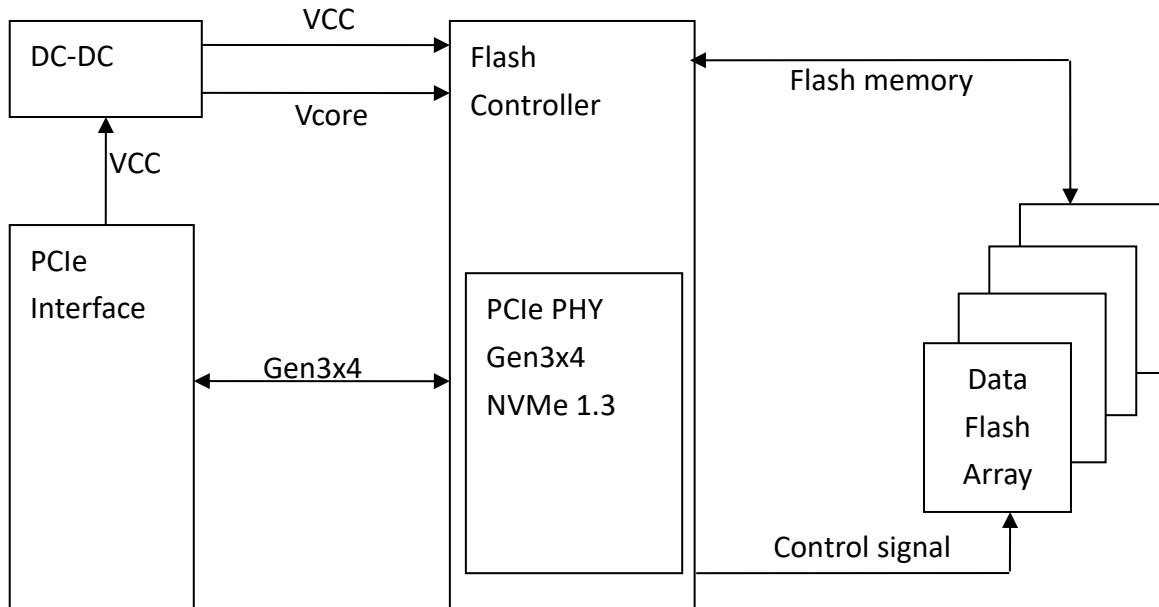 VCC
DC-DC
Flash
Controller
Flash memory
Vcore
VCC
PCIe
Interface
PCIe PHY
Gen3x4
NVMe 1.3
Gen3x4
Data
Flash
Array
Control signal